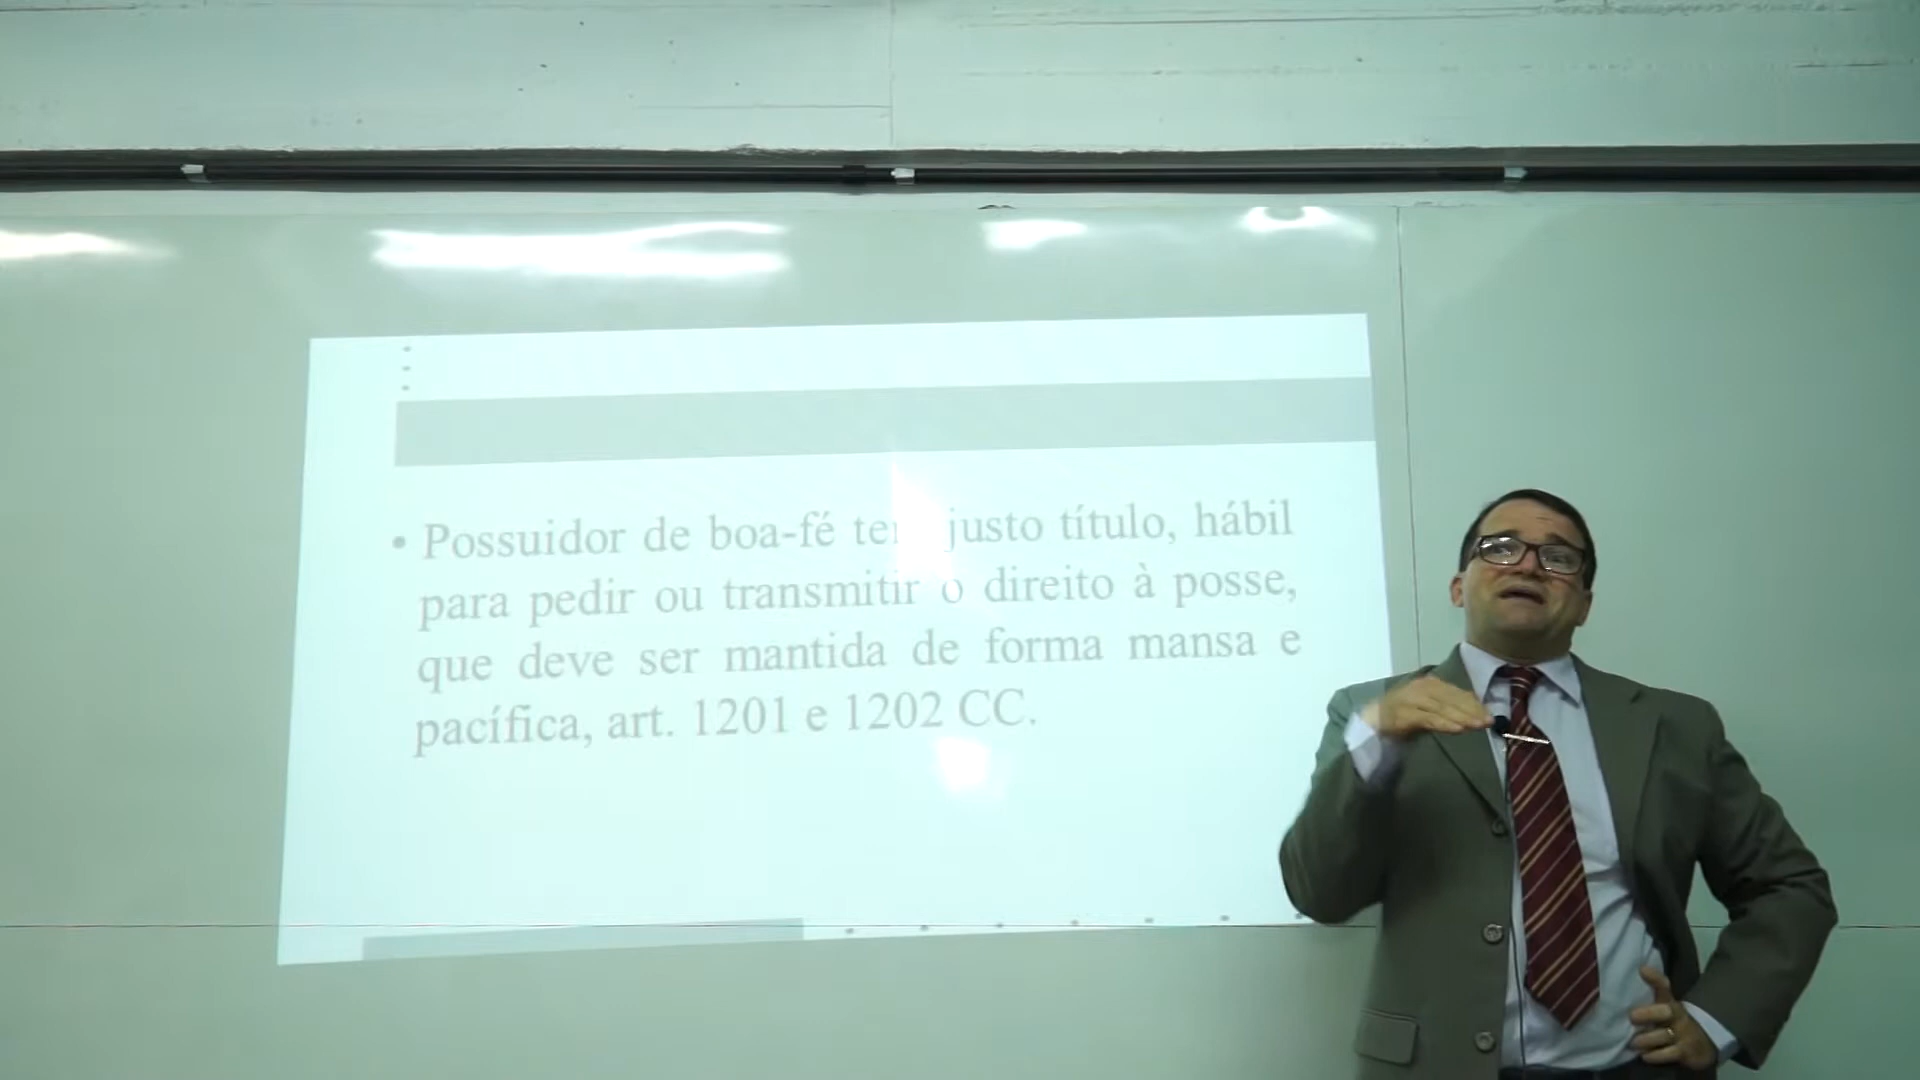 • Possuidor de boa-fé tem justo título, hábil
para pedir ou transmitir o direito à posse,
que deve ser mantida de forma mansa e
pacífica, art. 1201 e 1202 CC.